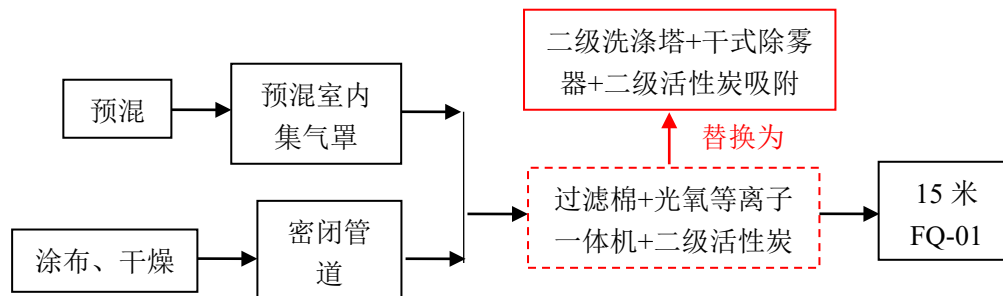 二级洗涤塔+干式除雾
器+二级活性炭吸附
预混
预混室内
集气罩
替换为
过滤棉+光氧等离子
一体机+二级活性炭
15 米
FQ-01
涂布、干燥
密闭管
道